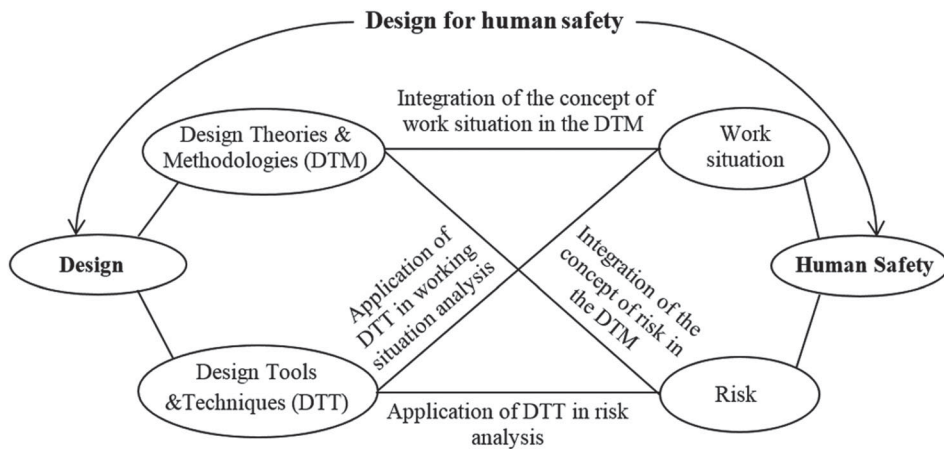 Design for human safety
Integration of the concept of
work situation in the DTM
Design Theories &
Methodologies (DTM)
Work
situation
Design
Human Safety
Application of
DTT in working
situation analysis
Integration of the
concept of risk in
the DTM
Design Tools
&Techniques (DTT)
Risk
Application of DTT in risk
analysis